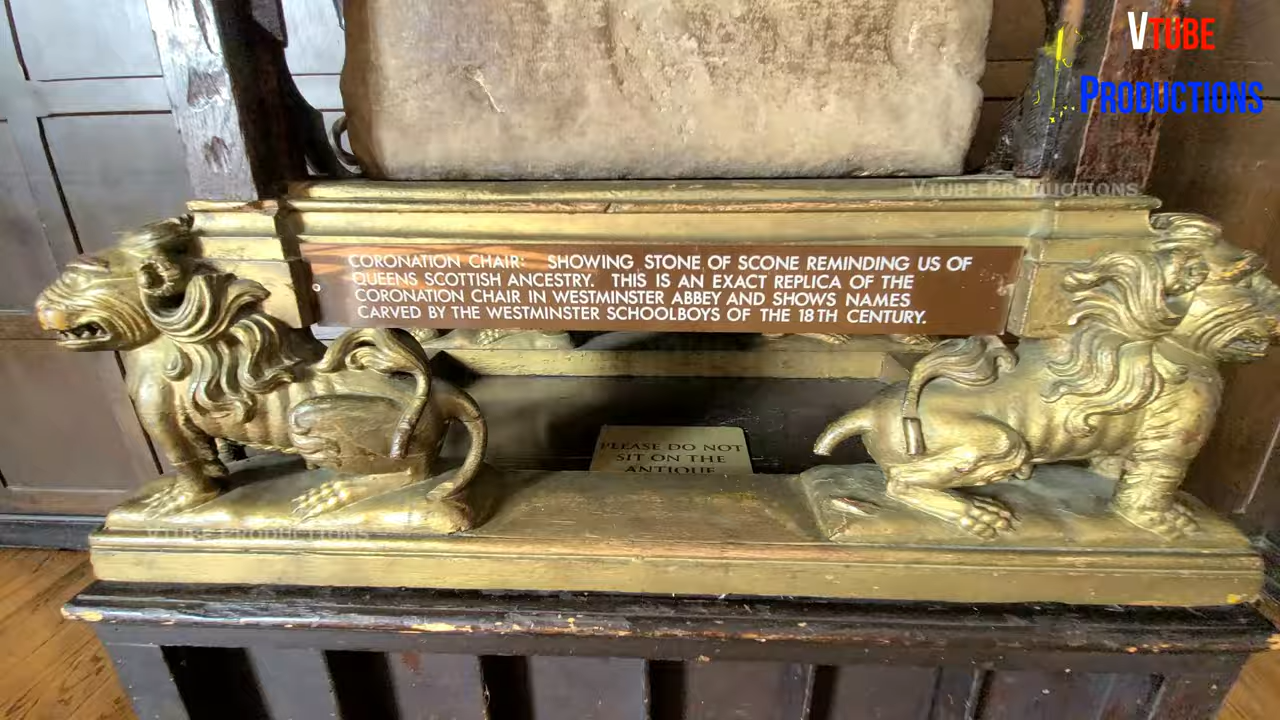 VTUBE
PRODUCTIONS
VTUBE PRODUCTIONS
CORONATION CHAIR: SHOWING STONE OF SCONE REMINDING US OF
QUEENS SCOTTISH ANCESTRY. THIS IS AN EXACT REPLICA OF THE
CORONATION CHAIR IN WESTMINSTER ABBEY AND SHOWS NAMES
CARVED BY THE WESTMINSTER SCHOOLBOYS OF THE 18TH CENTURY.
PLEASE DO NOT
SIT ON THE
ANTIQUE
VTUBE PRODUCTIONS